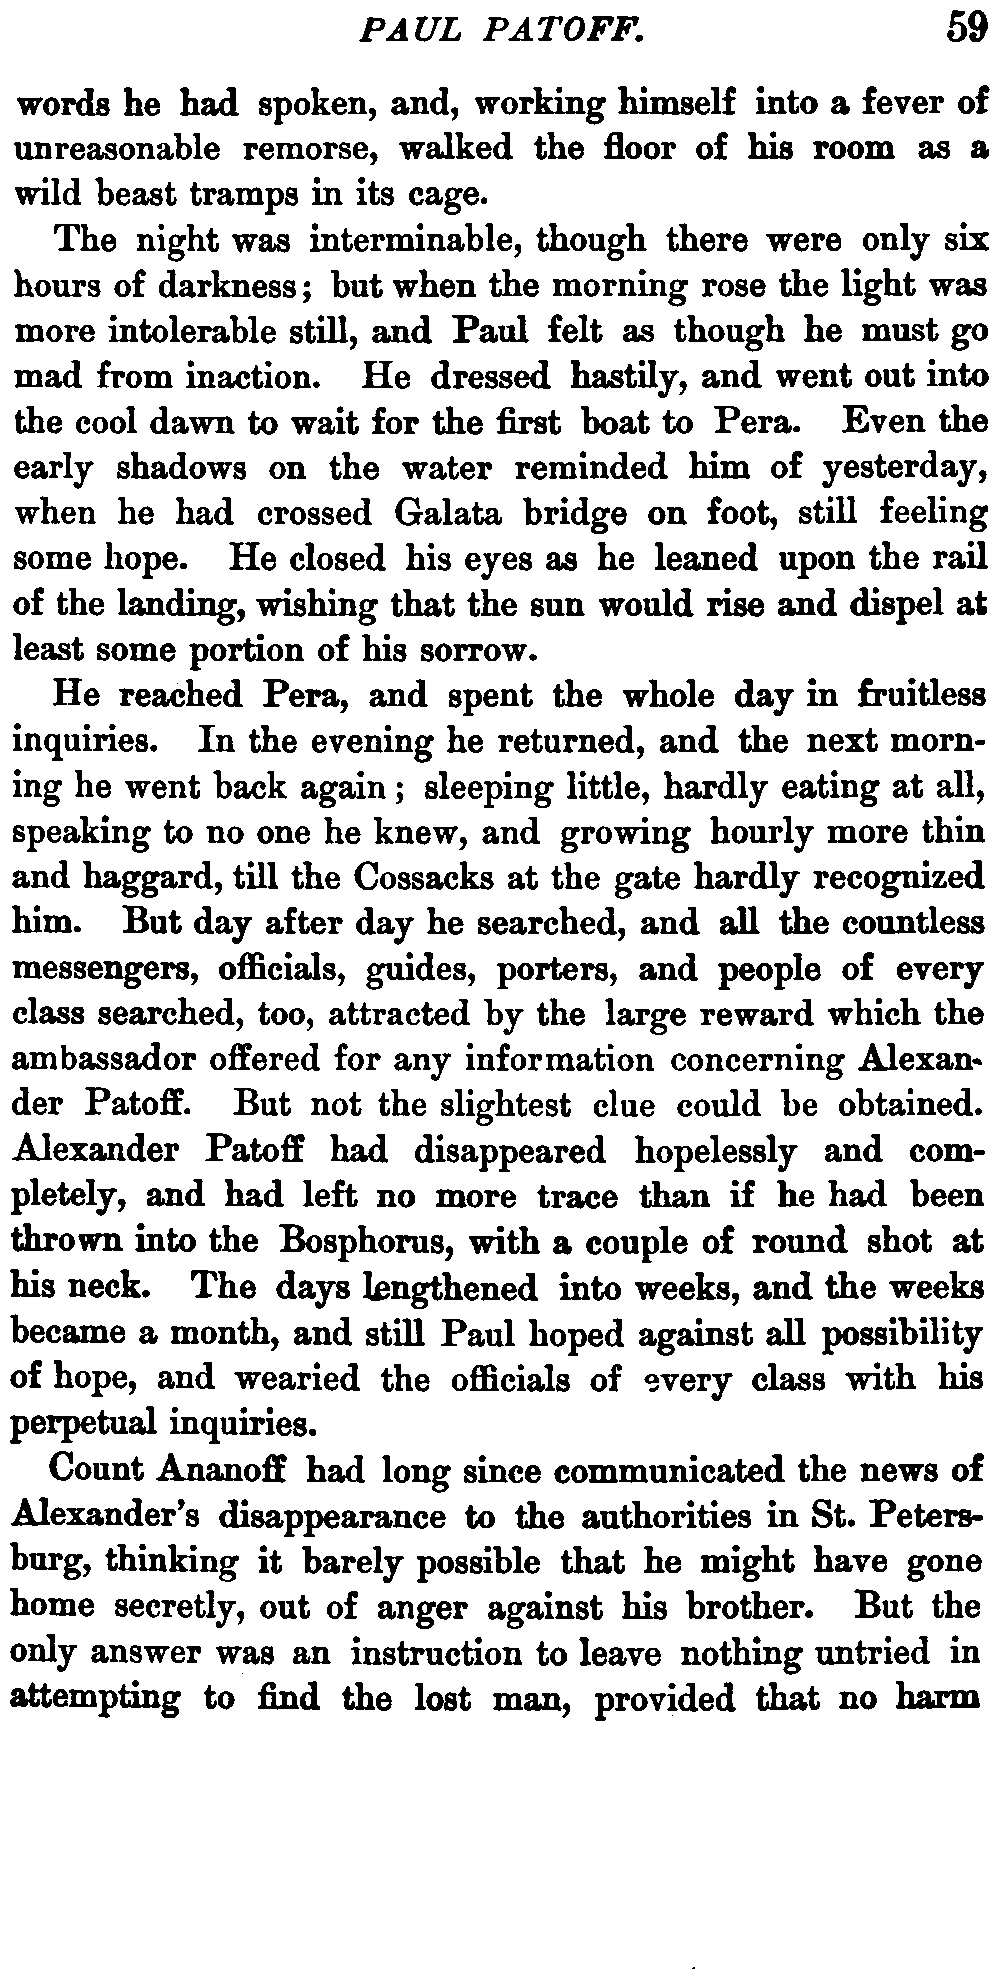 PAUL PATOFF. 59
words he had spoken, and, working himself into a fever of
unreasonable remorse, walked the floor of his room as a
wild beast tramps in its cage.
The night was interminable, though there were only six
hours of darkness; but when the morning rose the light was
more intolerable still, and Paul felt as though he must go
mad from inaction. He dressed hastily, and went out into
the cool dawn to wait for the first boat to Pera. Even the
early shadows on the water reminded him of yesterday,
when he had crossed Galata bridge on foot, still feeling
some hope. He closed his eyes as he leaned upon the rail
of the landing, wishing that the sun would rise and dispel at
least some portion of his sorrow.
He reached Pera, and spent the whole day in fruitless
inquiries. In the evening he returned, and the next morn-
ing he went back again; sleeping little, hardly eating at all,
speaking to no one he knew, and growing hourly more thin
and haggard, till the Cossacks at the gate hardly recognized
him. But day after day he searched, and all the countless
messengers, officials, guides, porters, and people of every
class searched, too, attracted by the large reward which the
ambassador offered for any information concerning Alexan-
der Patoff. But not the slightest clue could be obtained.
Alexander Patoff had disappeared hopelessly and com-
pletely, and had left no more trace than if he had been
thrown into the Bosphorus, with a couple of round shot at
his neck. The days lengthened into weeks, and the weeks
became a month, and still Paul hoped against all possibility
of hope, and wearied the officials of every class with his
perpetual inquiries.
Count Ananoff had long since communicated the news of
Alexander's disappearance to the authorities in St. Peters-
burg, thinking it barely possible that he might have gone
home secretly, out of anger against his brother. But the
only answer was an instruction to leave nothing untried in
attempting to find the lost man, provided that no harm